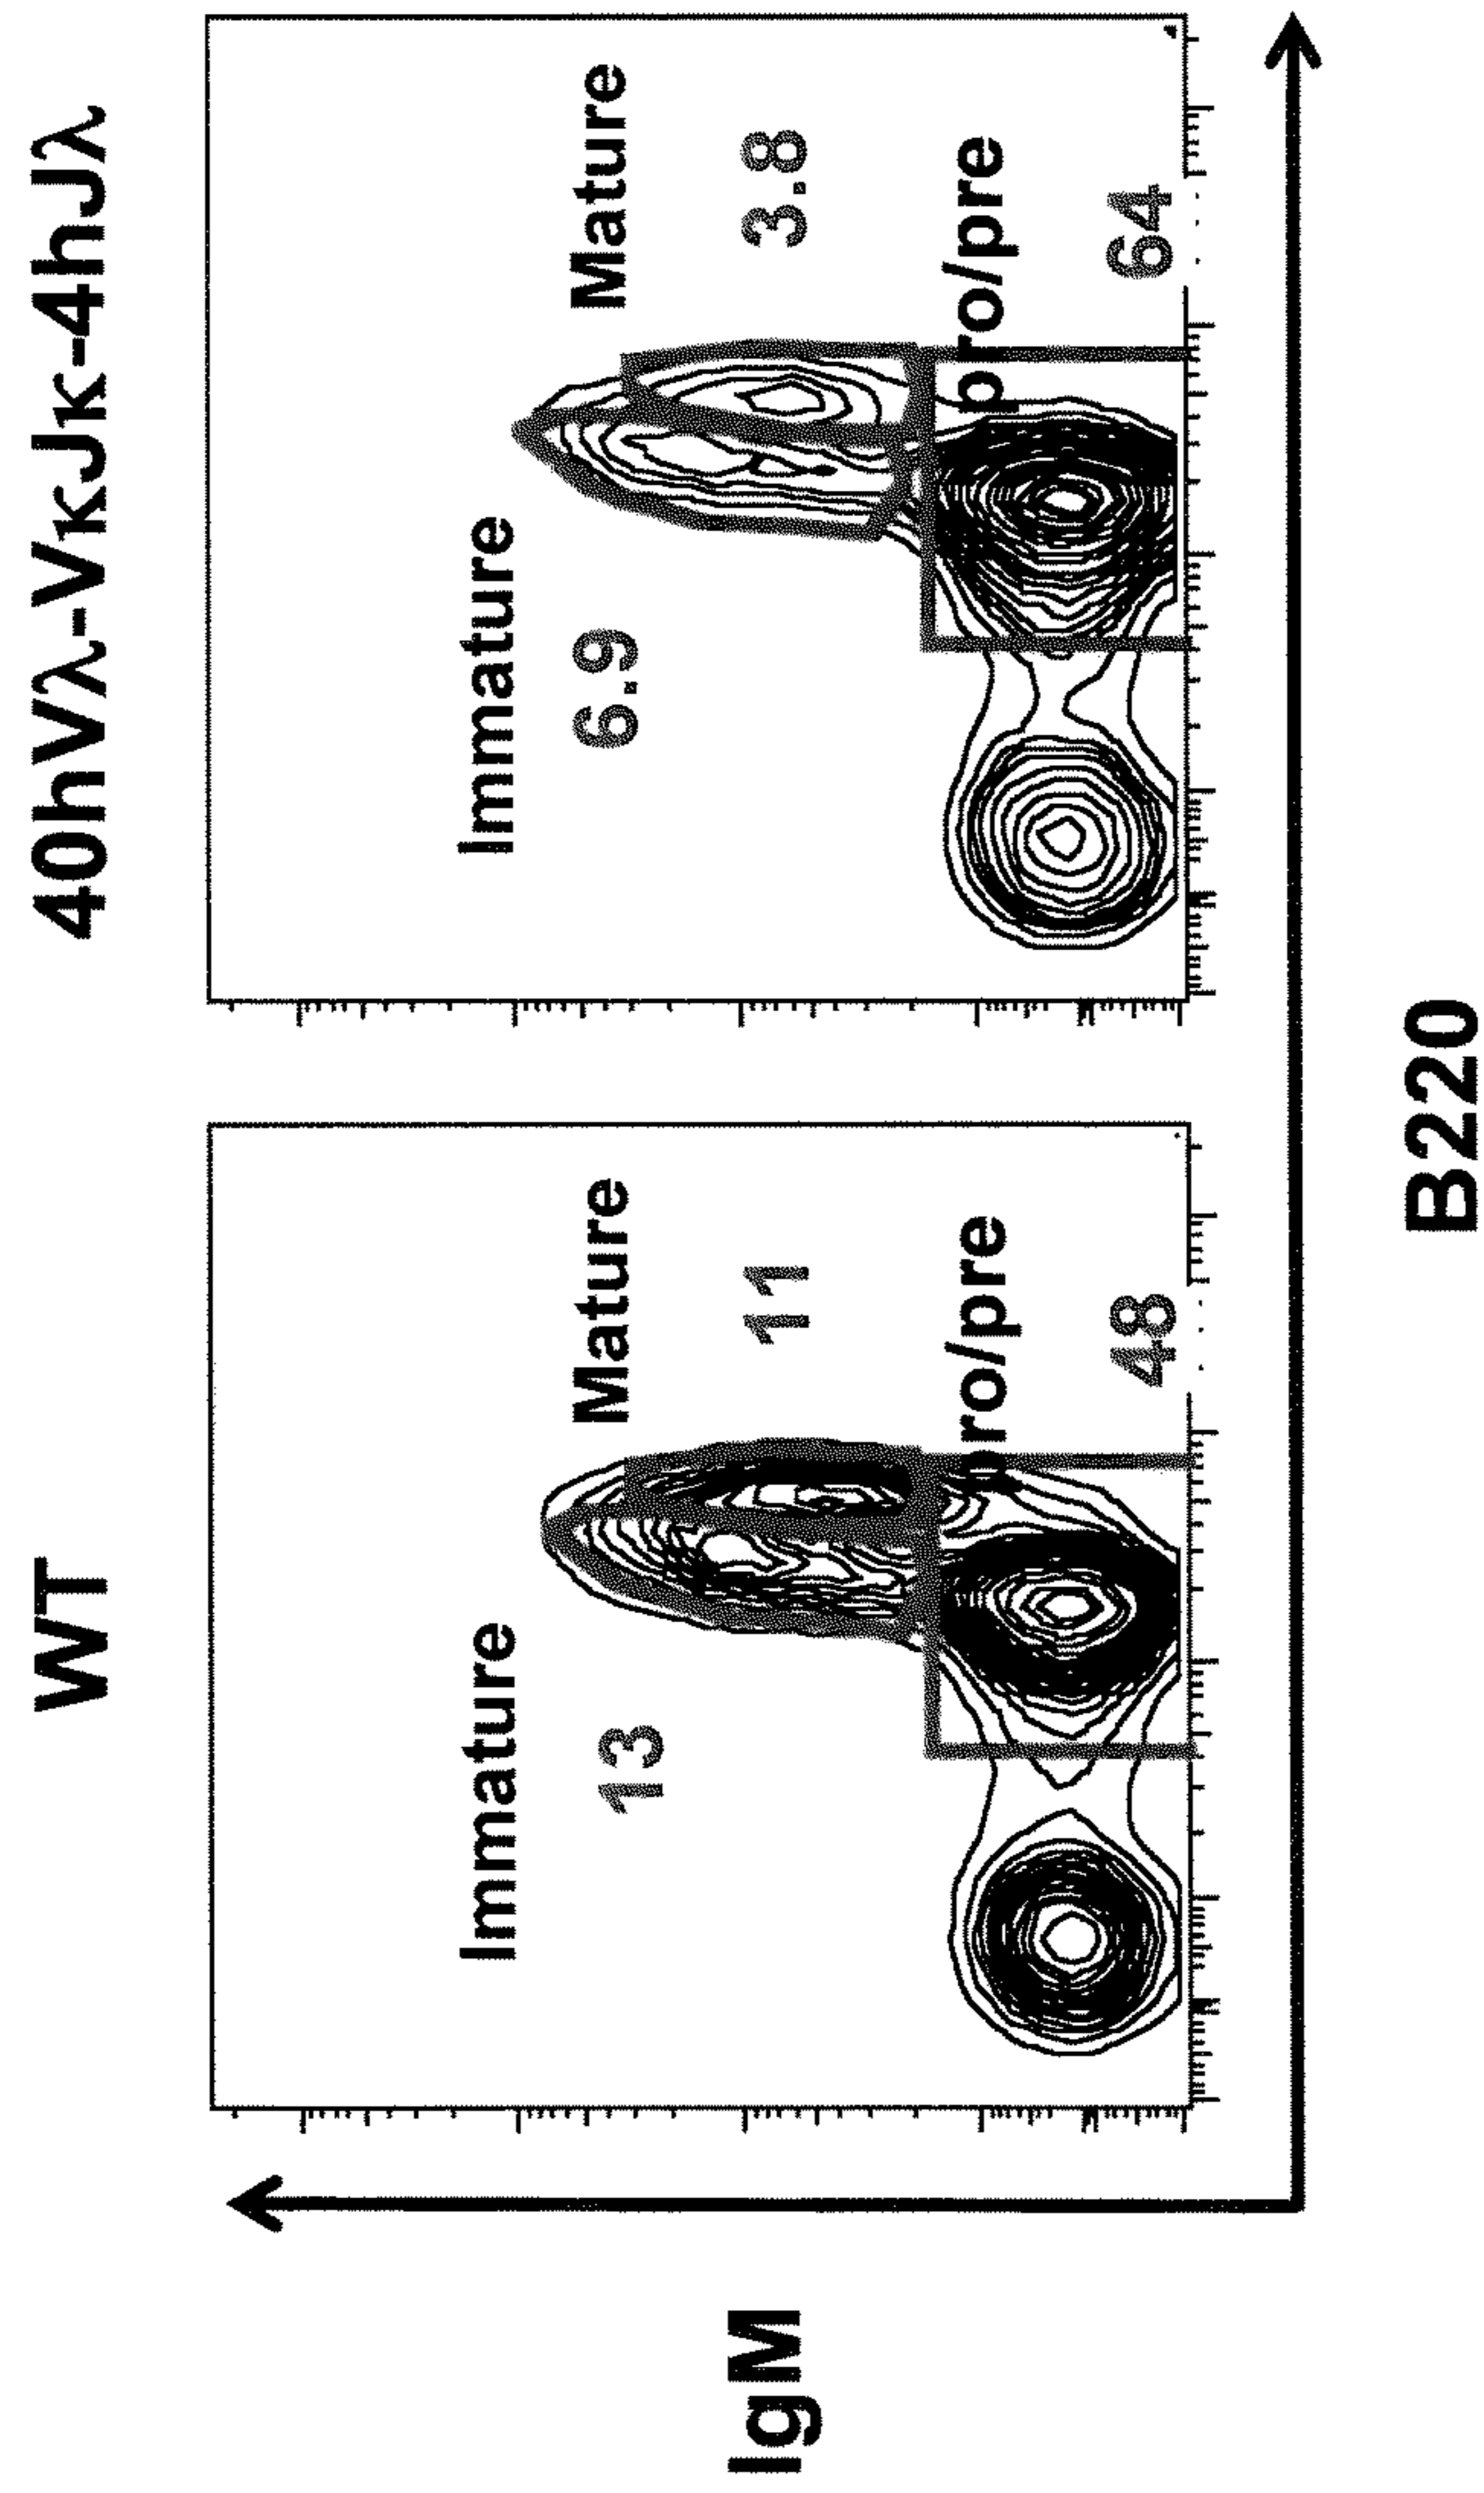 WT
40hVλ-VκJκ-4hJλ
IgM
Immature
13
Mature
11
pro/pre
48
Immature
6.9
Mature
3.8
pro/pre
64
B220